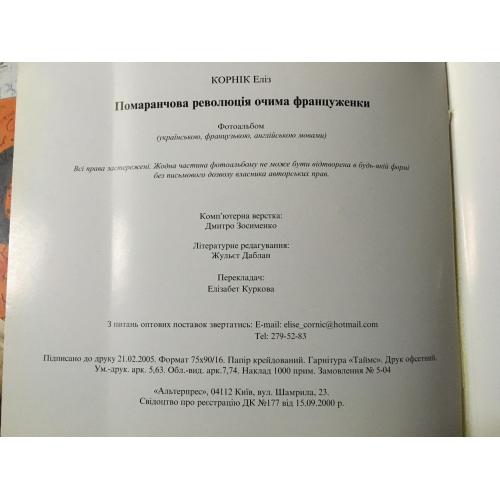 КОРНІК Еліз
Помаранчова революція очима француженки
Фотоальбом
(українською, французькою, англійською мовами)
Всі права застережені. Жодна частина фотоальбому не може бути відтворена в будь-якій формі
без письмового дозволу власника авторських прав.
Комп'ютерна верстка:
Дмитро Зосименко
Літературне редагування:
Жульєт Даблан
Перекладач:
Елізабет Куркова
З питань оптових поставок звертатись: E-mail: elise_cornic@hotmail.com
Tel: 279-52-83
Підписано до друку 21.02.2005. Формат 75x90/16. Папір крейдований. Гарнітура «Таймс». Друк офсетний.
Ум.-друк. арк. 5,63. Обл.-вид. арк.7,74. Наклад 1000 прим. Замовлення № 5-04
«Альтерпрес», 04112 Київ, вул. Шамрила, 23.
Свідоцтво про реєстрацію ДК №177 від 15.09.2000 р.